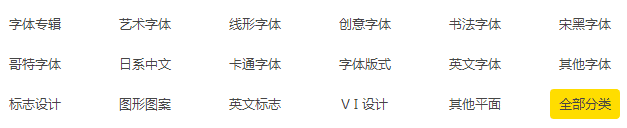 字体专辑 艺术字体 线形字体 创意字体 书法字体 宋黑字体
哥特字体 日系中文 卡通字体 字体版式 英文字体 其他字体
标志设计 图形图案 英文标志 VI设计 其他平面 全部分类